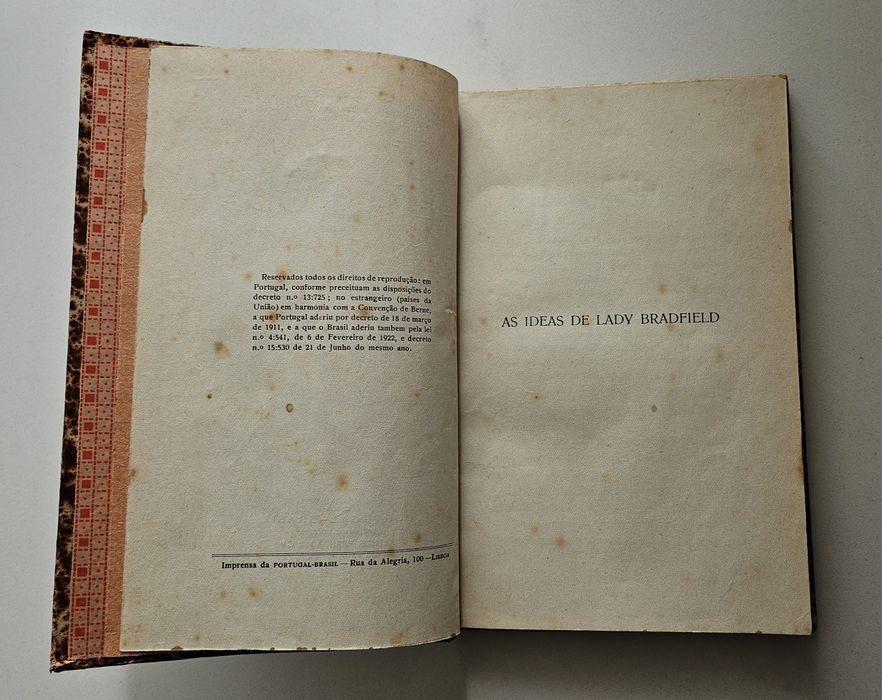 Reservados todos os direitos de reprodução: em
Portugal, conforme preceituam as disposições do
decreto n.º 13:725; no estrangeiro (países da
União) em harmonia com a Convenção de Berne,
a que Portugal aderiu por decreto de 18 de março
de 1911, e a que o Brasil aderiu tambem pela lei
n.º 4:541, de 6 de Fevereiro de 1922, e decreto
n.º 15:530 de 21 de Junho do mesmo ano.
Imprensa da PORTUGAL-BRASIL — Rua da Alegria, 100 — LISBOA
AS IDEAS DE LADY BRADFIELD